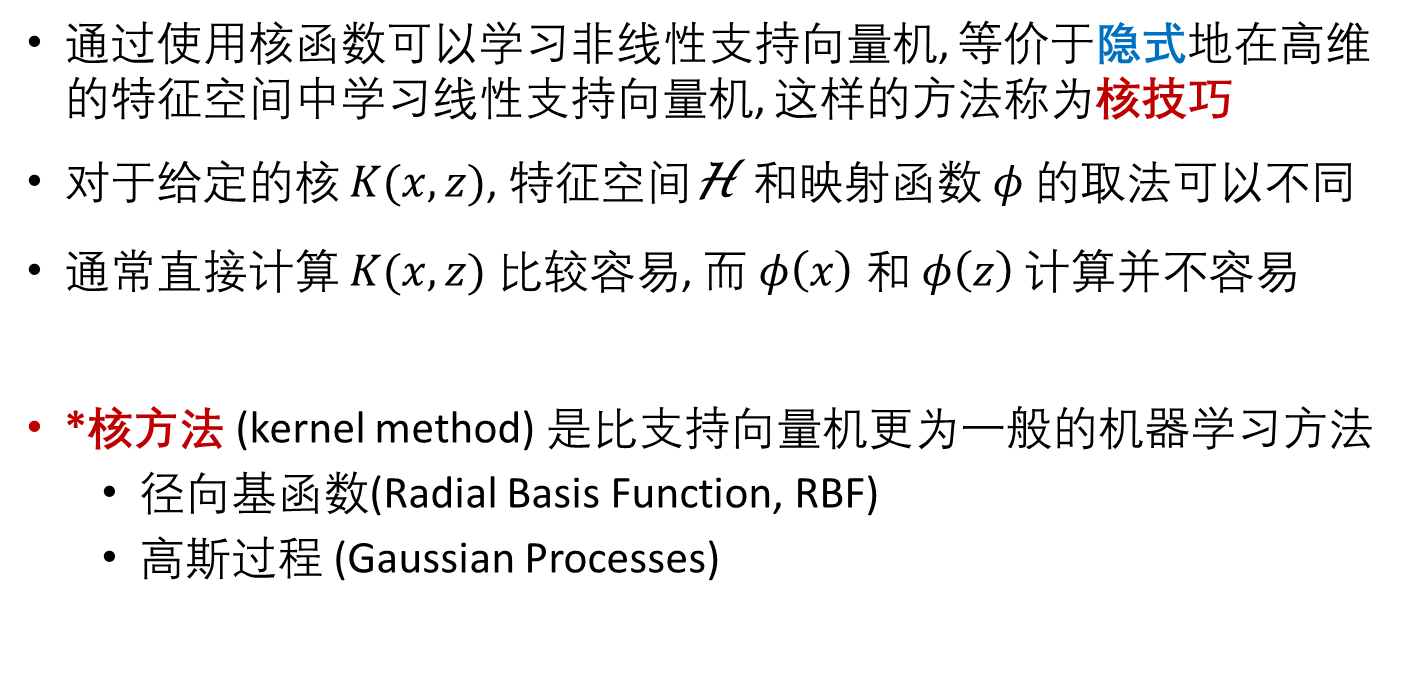 • 通过使用核函数可以学习非线性支持向量机, 等价于隐式地在高维
的特征空间中学习线性支持向量机, 这样的方法称为核技巧
• 对于给定的核 K(x, z), 特征空间 ℋ 和映射函数 ϕ 的取法可以不同
• 通常直接计算 K(x, z) 比较容易, 而 ϕ(x) 和 ϕ(z) 计算并不容易
• *核方法 (kernel method) 是比支持向量机更为一般的机器学习方法
• 径向基函数(Radial Basis Function, RBF)
• 高斯过程 (Gaussian Processes)